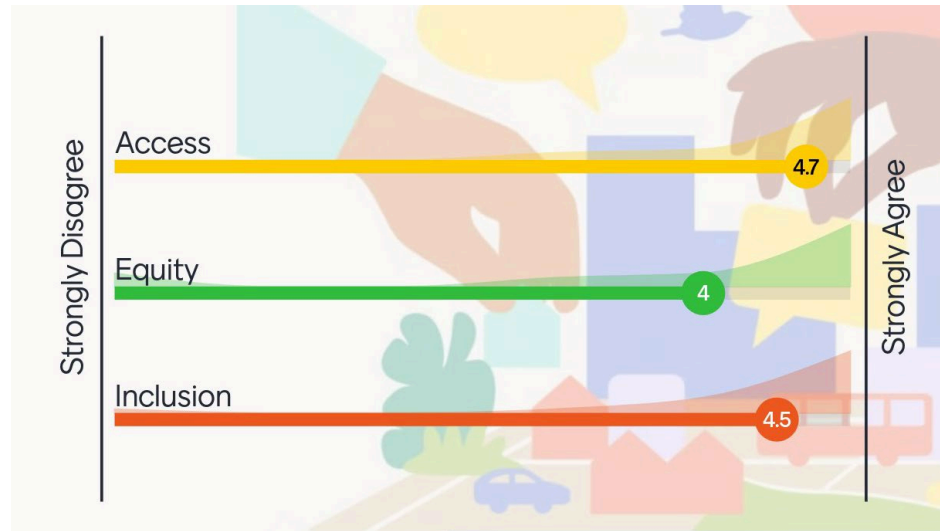 Strongly Disagree
Access
4.7
Equity
4
Inclusion
4.5
Strongly Agree